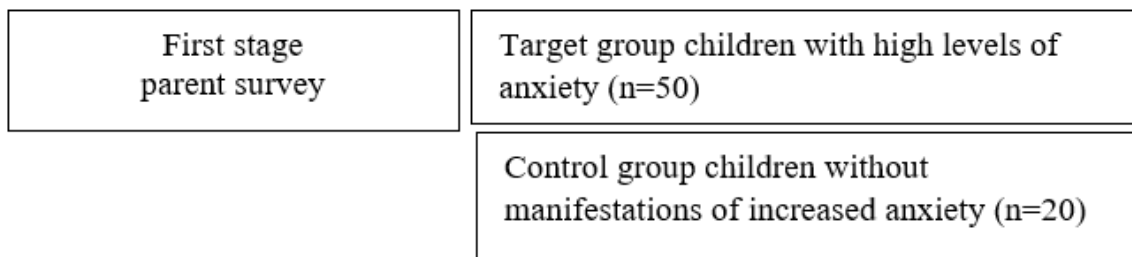 First stage
parent survey
Target group children with high levels of
anxiety (n=50)
Control group children without
manifestations of increased anxiety (n=20)